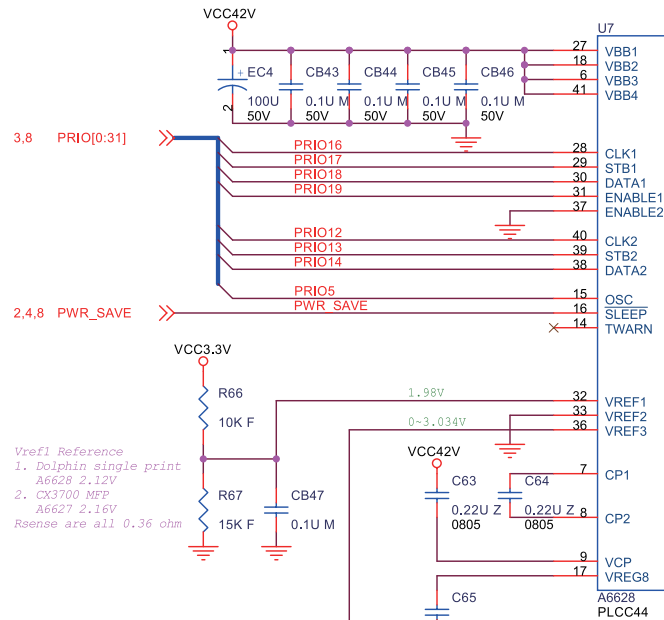 VCC42V
U7
1
EC4
100U
50V
2
CB43
0.1U M
50V
CB44
0.1U M
50V
CB45
0.1U M
50V
CB46
0.1U M
50V
27 VBB1
18 VBB2
6 VBB3
41 VBB4
3,8 PRIO[0:31]
PRIO16 28 CLK1
PRIO17 29 STB1
PRIO18 30 DATA1
PRIO19 31 ENABLE1
37 ENABLE2
PRIO12 40 CLK2
PRIO13 39 STB2
PRIO14 38 DATA2
PRIO5 15 OSC
2,4,8 PWR_SAVE PWR_SAVE 16 SLEEP
14 TWARN
VCC3.3V
R66
10K F
1.98V 32 VREF1
33 VREF2
0~3.034V 36 VREF3
Vref1 Reference
1. Dolphin single print
A6628 2.12V
2. CX3700 MFP
A6627 2.16V
Rsense are all 0.36 ohm
R67
15K F
CB47
0.1U M
VCC42V
C63
0.22U Z
0805
C64
0.22U Z
0805
7 CP1
8 CP2
9 VCP
17 VREG8
C65
A6628
PLCC44